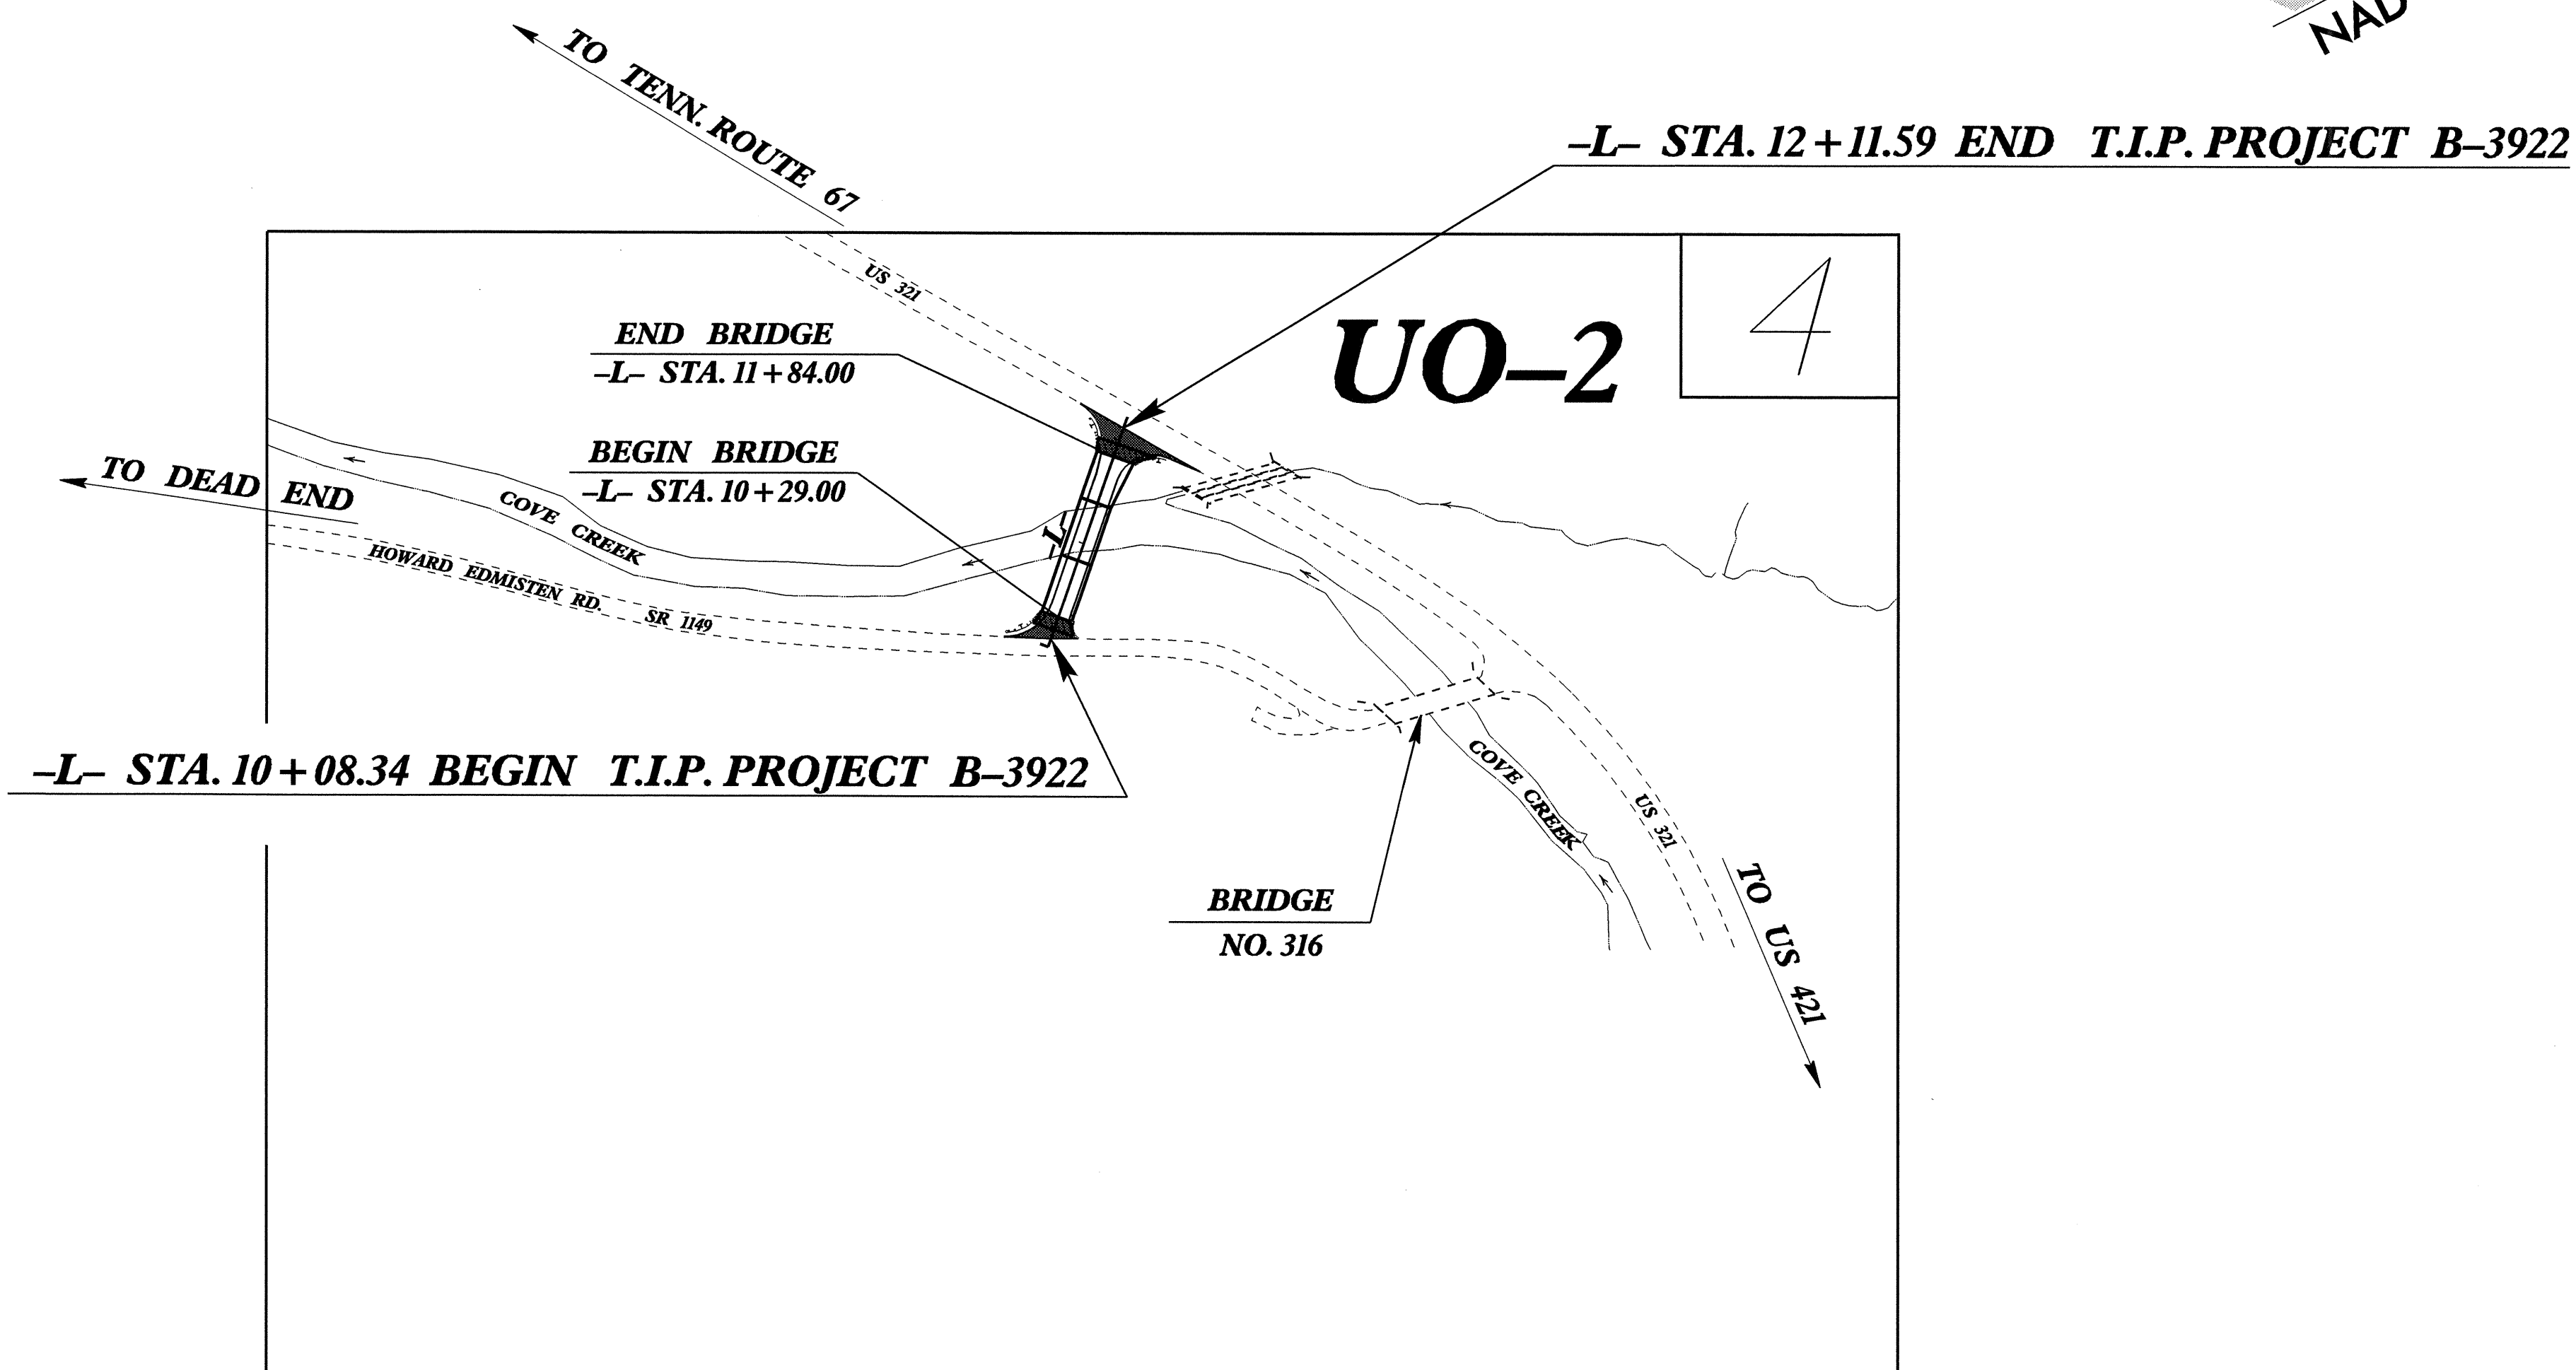 NAD
TO TENN. ROUTE 67
–L– STA. 12+11.59 END T.I.P. PROJECT B–3922
US 321
4
END BRIDGE
–L– STA. 11+84.00
UO–2
BEGIN BRIDGE
–L– STA. 10+29.00
TO DEAD END
COVE CREEK
–L–
HOWARD EDMISTEN RD.
SR 1149
–L– STA. 10+08.34 BEGIN T.I.P. PROJECT B–3922
COVE CREEK
US 321
TO US 421
BRIDGE
NO. 316